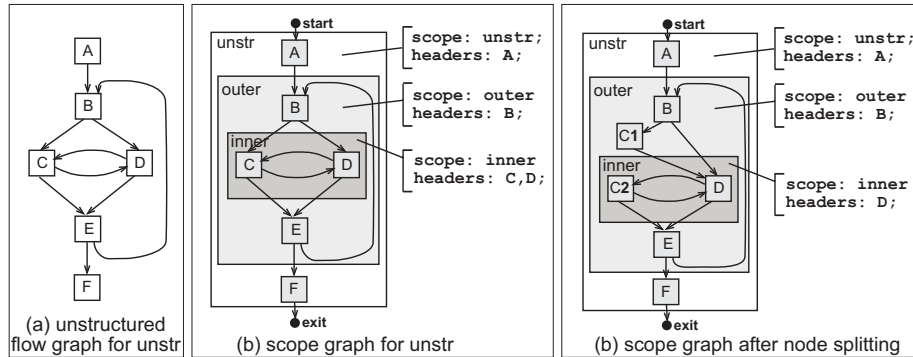 A
B
C
D
E
F
(a) unstructured
flow graph for unstr
start
unstr
A
scope: unstr;
headers: A;
outer
B
scope: outer
headers: B;
inner
C
D
scope: inner
headers: C,D;
E
F
exit
(b) scope graph for unstr
start
unstr
A
scope: unstr;
headers: A;
outer
B
scope: outer
headers: B;
C1
inner
C2
D
scope: inner
headers: D;
E
F
exit
(b) scope graph after node splitting